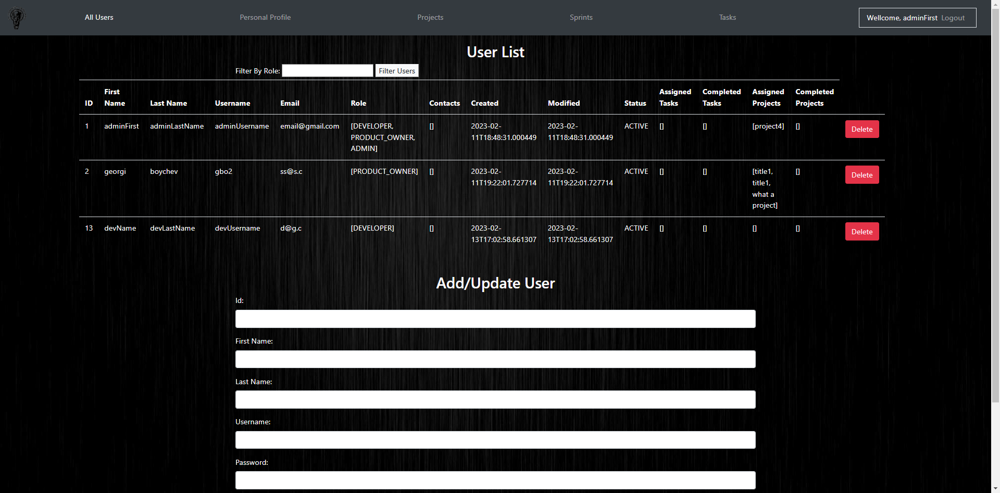 All Users Personal Profile Projects Sprints Tasks Wellcome, adminFirst Logout
User List
Filter By Role: Filter Users
ID First Name Last Name Username Email Role Contacts Created Modified Status Assigned Tasks Completed Tasks Assigned Projects Completed Projects
1 adminFirst adminLastName adminUsername email@gmail.com [DEVELOPER, [] 2023-02- 2023-02- ACTIVE [] [] [project4] [] Delete
PRODUCT_OWNER, 11T18:48:31.000449 11T18:48:31.000449
ADMIN]
2 georgi boychev gbo2 ss@s.c [PRODUCT_OWNER] [] 2023-02- 2023-02- ACTIVE [] [] [title1, [] Delete
11T19:22:01.727714 11T19:22:01.727714 title1,
what a
project]
13 devName devLastName devUsername d@g.c [DEVELOPER] [] 2023-02- 2023-02- ACTIVE [] [] [] [] Delete
13T17:02:58.661307 13T17:02:58.661307
Add/Update User
Id:
First Name:
Last Name:
Username:
Password: